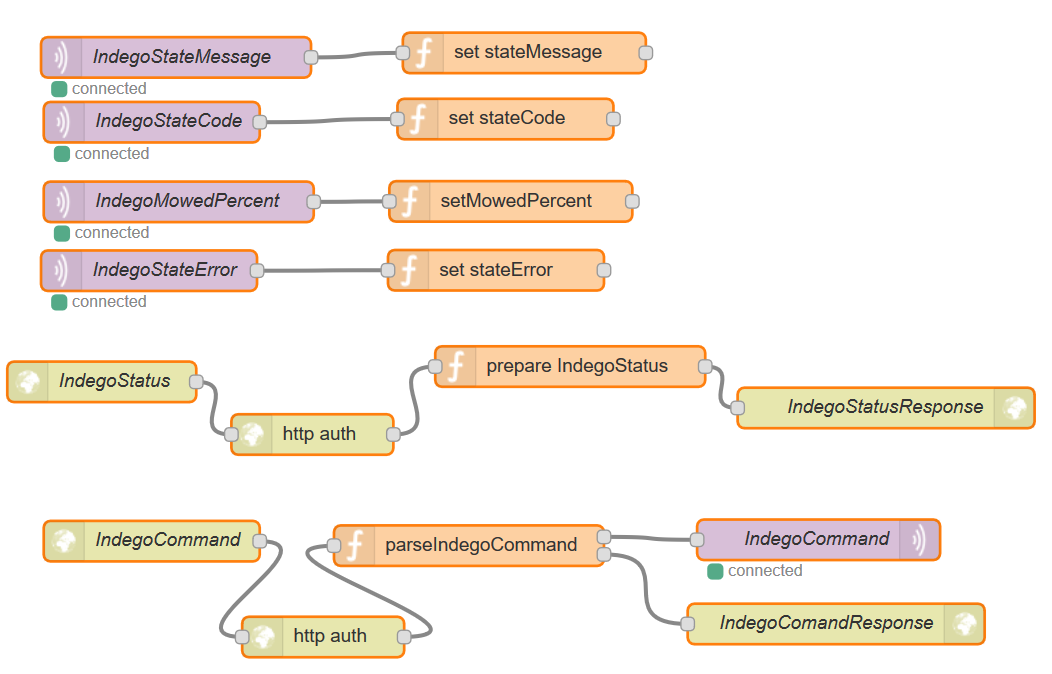 IndegoStateMessage
set stateMessage
connected
IndegoStateCode
set stateCode
connected
IndegoMowedPercent
setMowedPercent
connected
IndegoStateError
set stateError
connected
IndegoStatus
prepare IndegoStatus
IndegoStatusResponse
http auth
IndegoCommand
parseIndegoCommand
IndegoCommand
connected
http auth
IndegoComandResponse